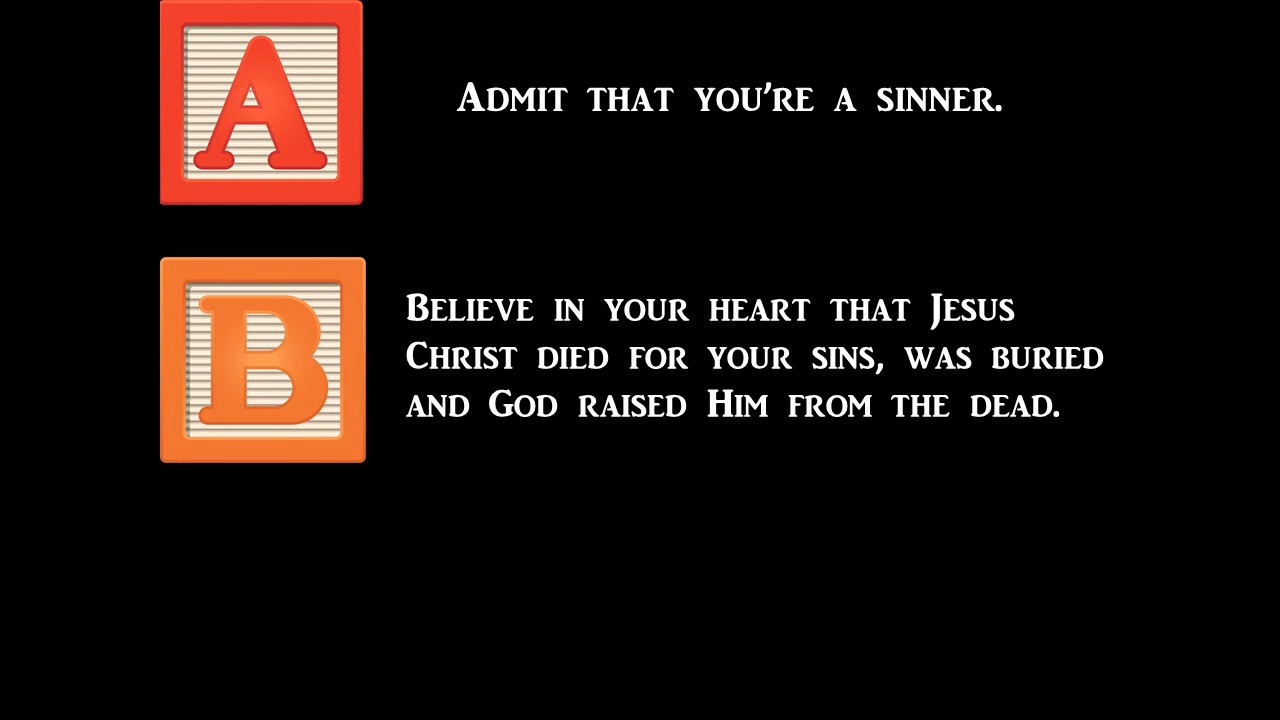 A
Admit that you're a sinner.
B
Believe in your heart that Jesus
Christ died for your sins, was buried
and God raised Him from the dead.